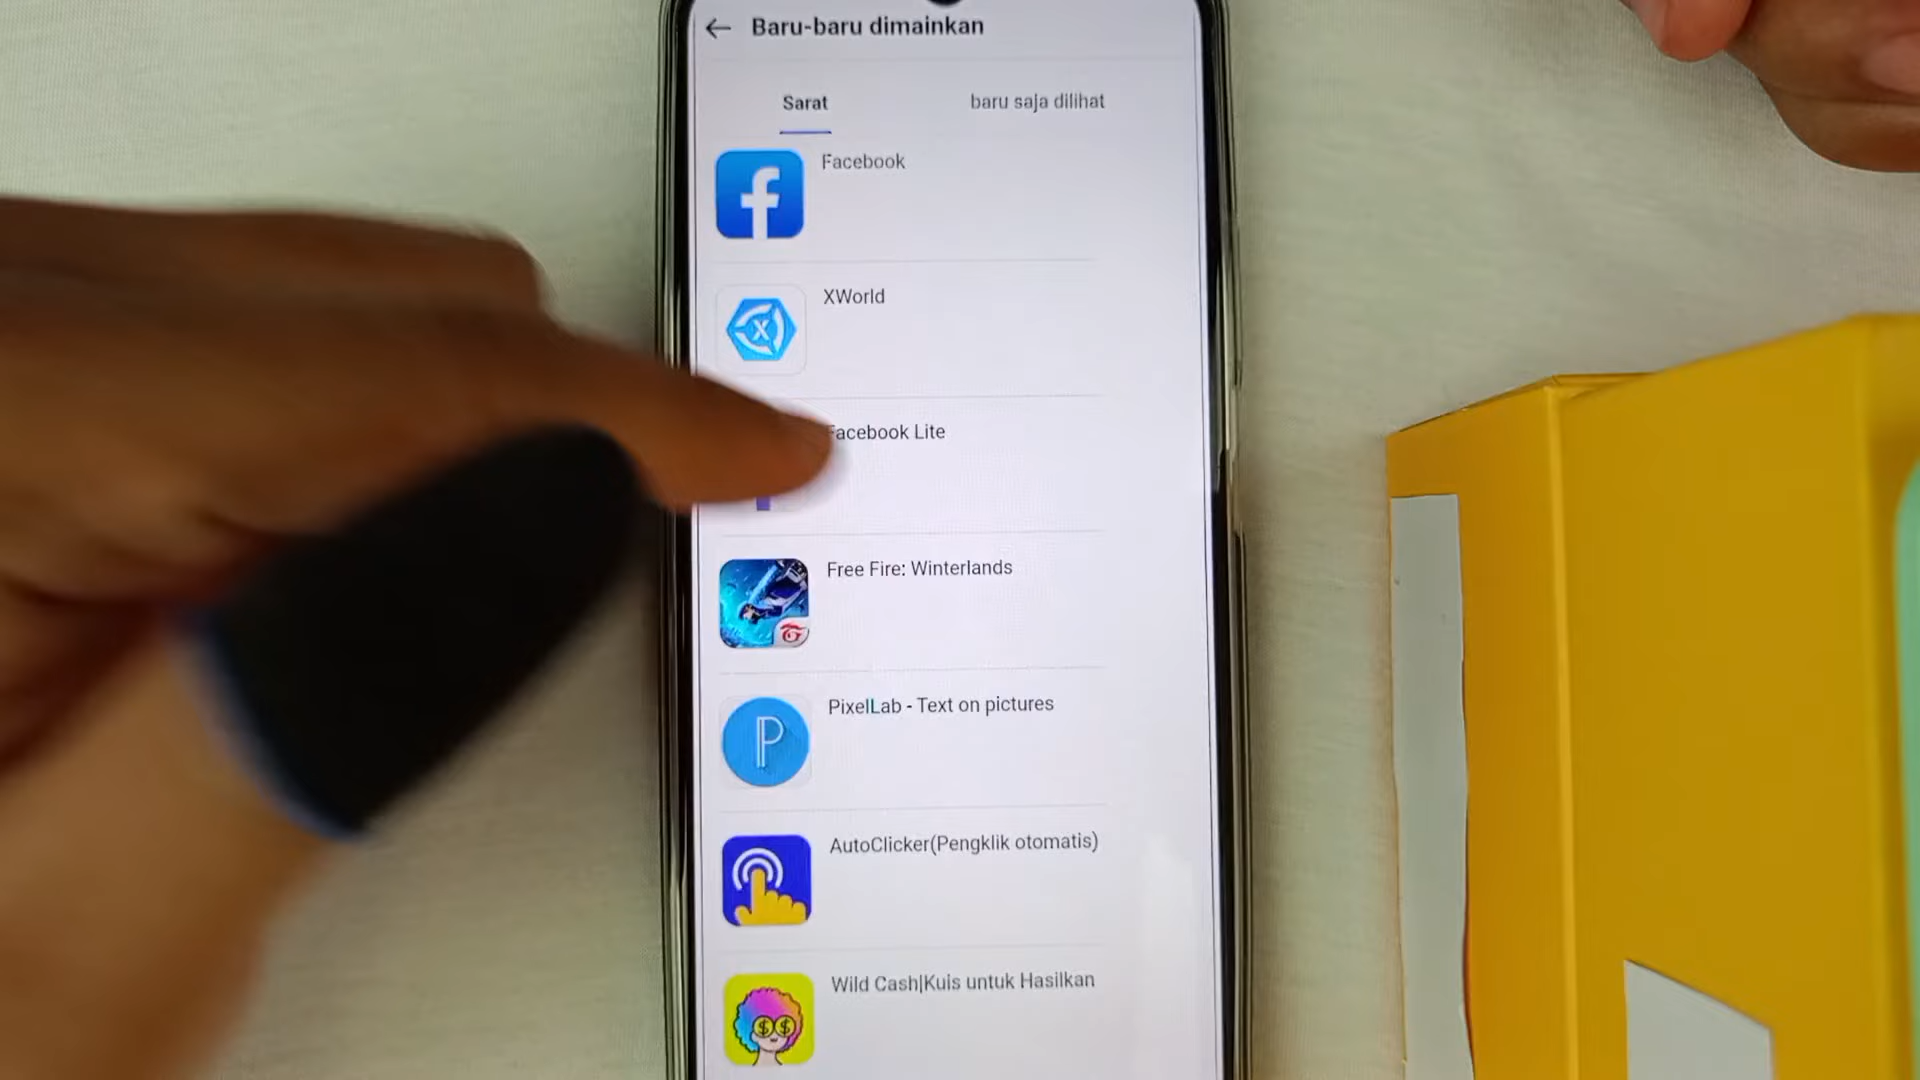 Baru-baru dimainkan
Sarat
baru saja dilihat
Facebook
XWorld
Facebook Lite
Free Fire: Winterlands
PixelLab - Text on pictures
AutoClicker(Pengklik otomatis)
Wild Cash|Kuis untuk Hasilkan